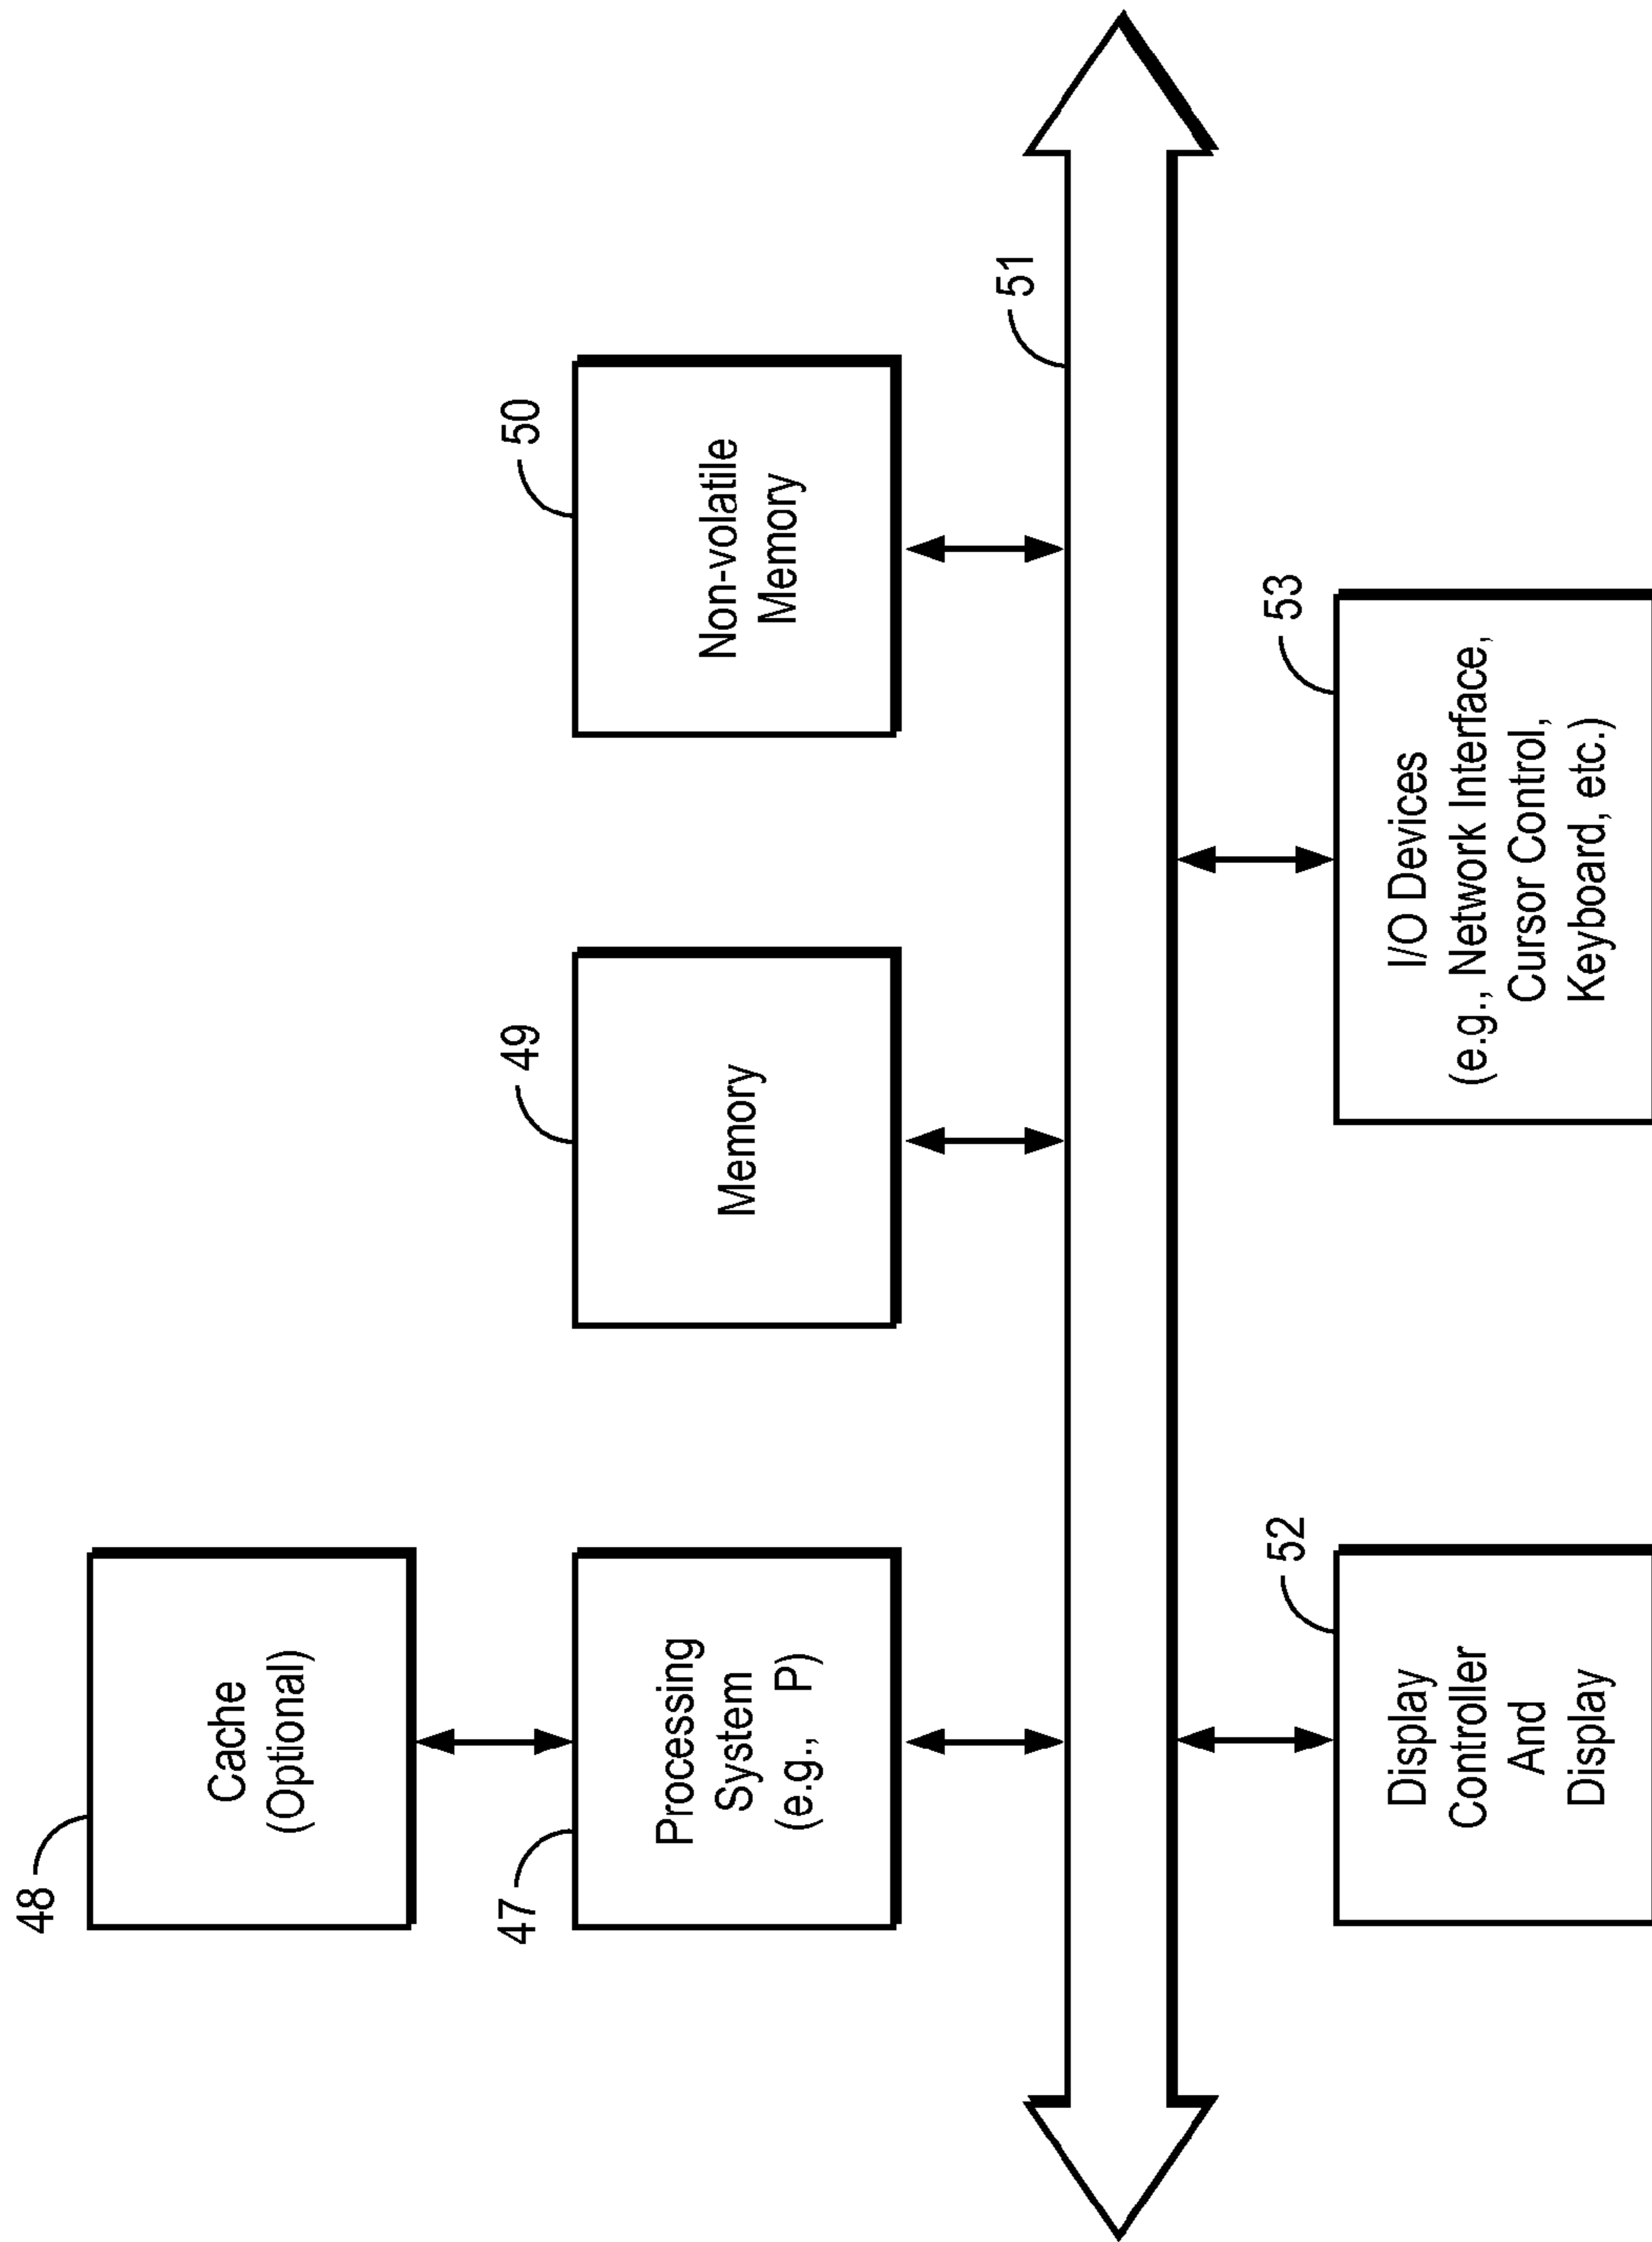 48
Cache
(Optional)
47
Processing
System
(e.g., P)
49
Memory
50
Non-volatile
Memory
51
52
Display
Controller
And
Display
53
I/O Devices
(e.g., Network Interface,
Cursor Control,
Keyboard, etc.)